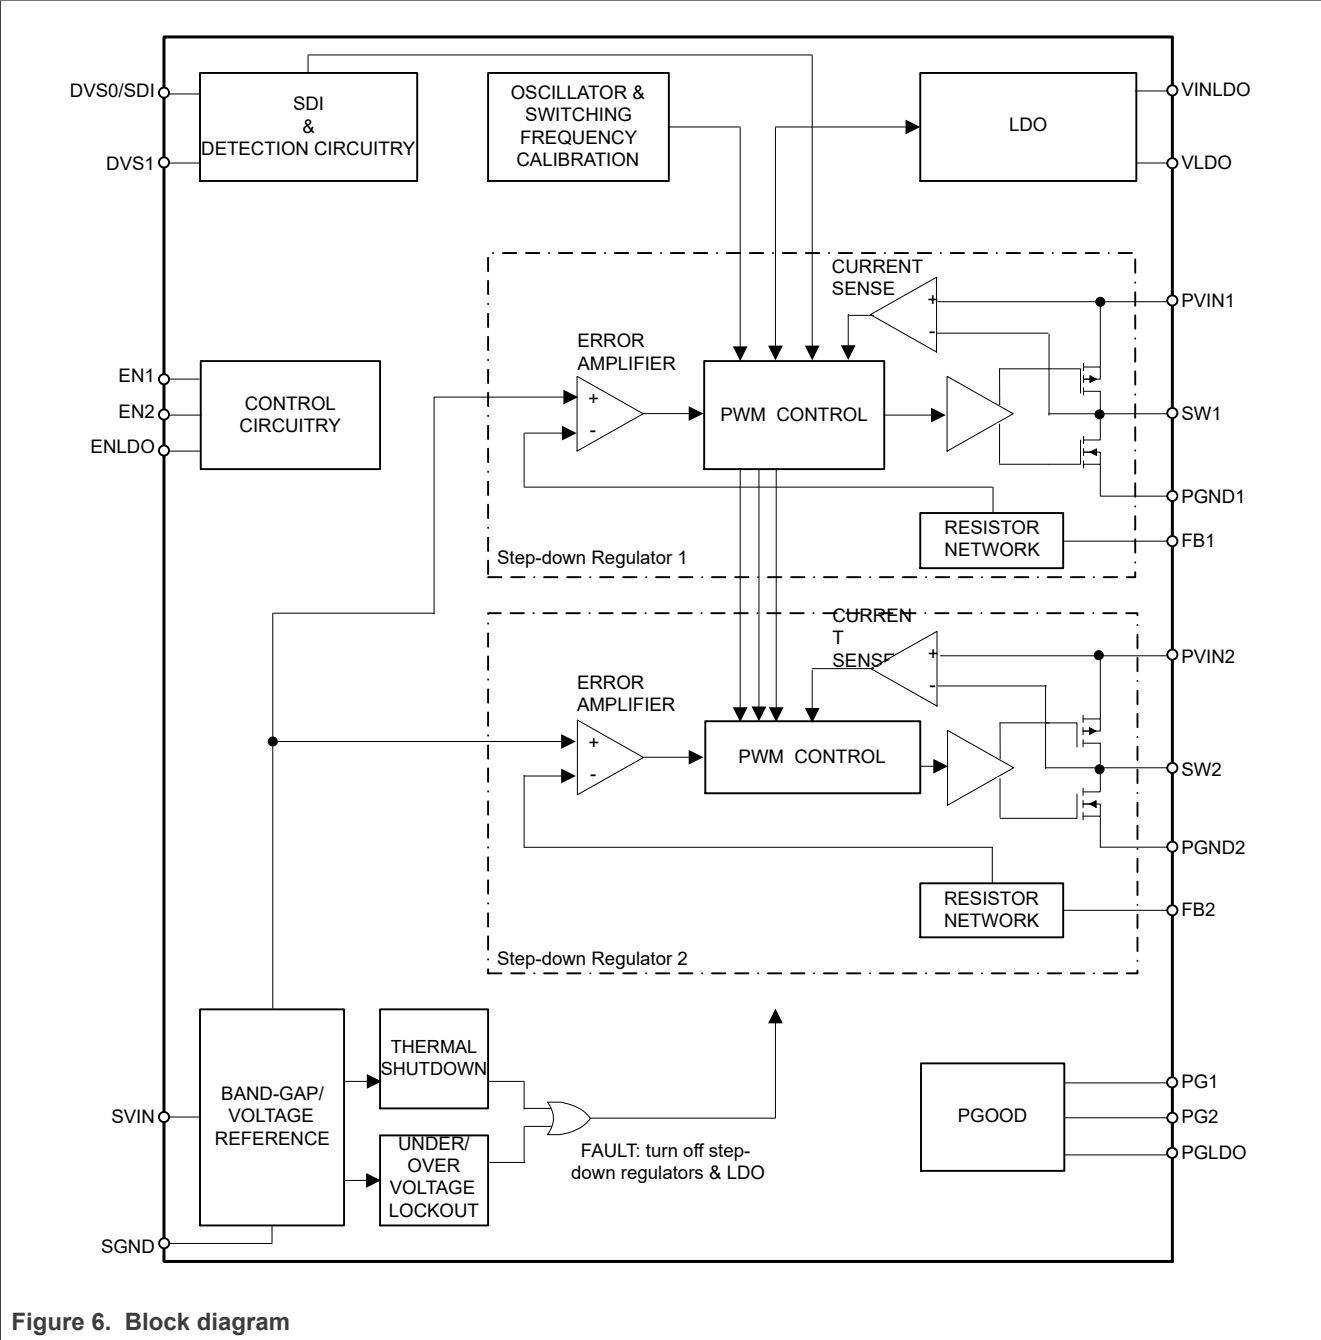 DVS0/SDI
DVS1
SDI
&
DETECTION CIRCUITRY
OSCILLATOR &
SWITCHING
FREQUENCY
CALIBRATION
LDO
VINLDO
VLDO
CURRENT
SENSE
+
-
PVIN1
ERROR
AMPLIFIER
+
-
PWM CONTROL
SW1
PGND1
RESISTOR
NETWORK
FB1
Step-down Regulator 1
EN1
EN2
ENLDO
CONTROL
CIRCUITRY
CURREN
T
SENSE
+
-
PVIN2
ERROR
AMPLIFIER
+
-
PWM CONTROL
SW2
PGND2
RESISTOR
NETWORK
FB2
Step-down Regulator 2
SVIN
SGND
BAND-GAP/
VOLTAGE
REFERENCE
THERMAL
SHUTDOWN
UNDER/
OVER
VOLTAGE
LOCKOUT
FAULT: turn off step-
down regulators & LDO
PGOOD
PG1
PG2
PGLDO
Figure 6. Block diagram